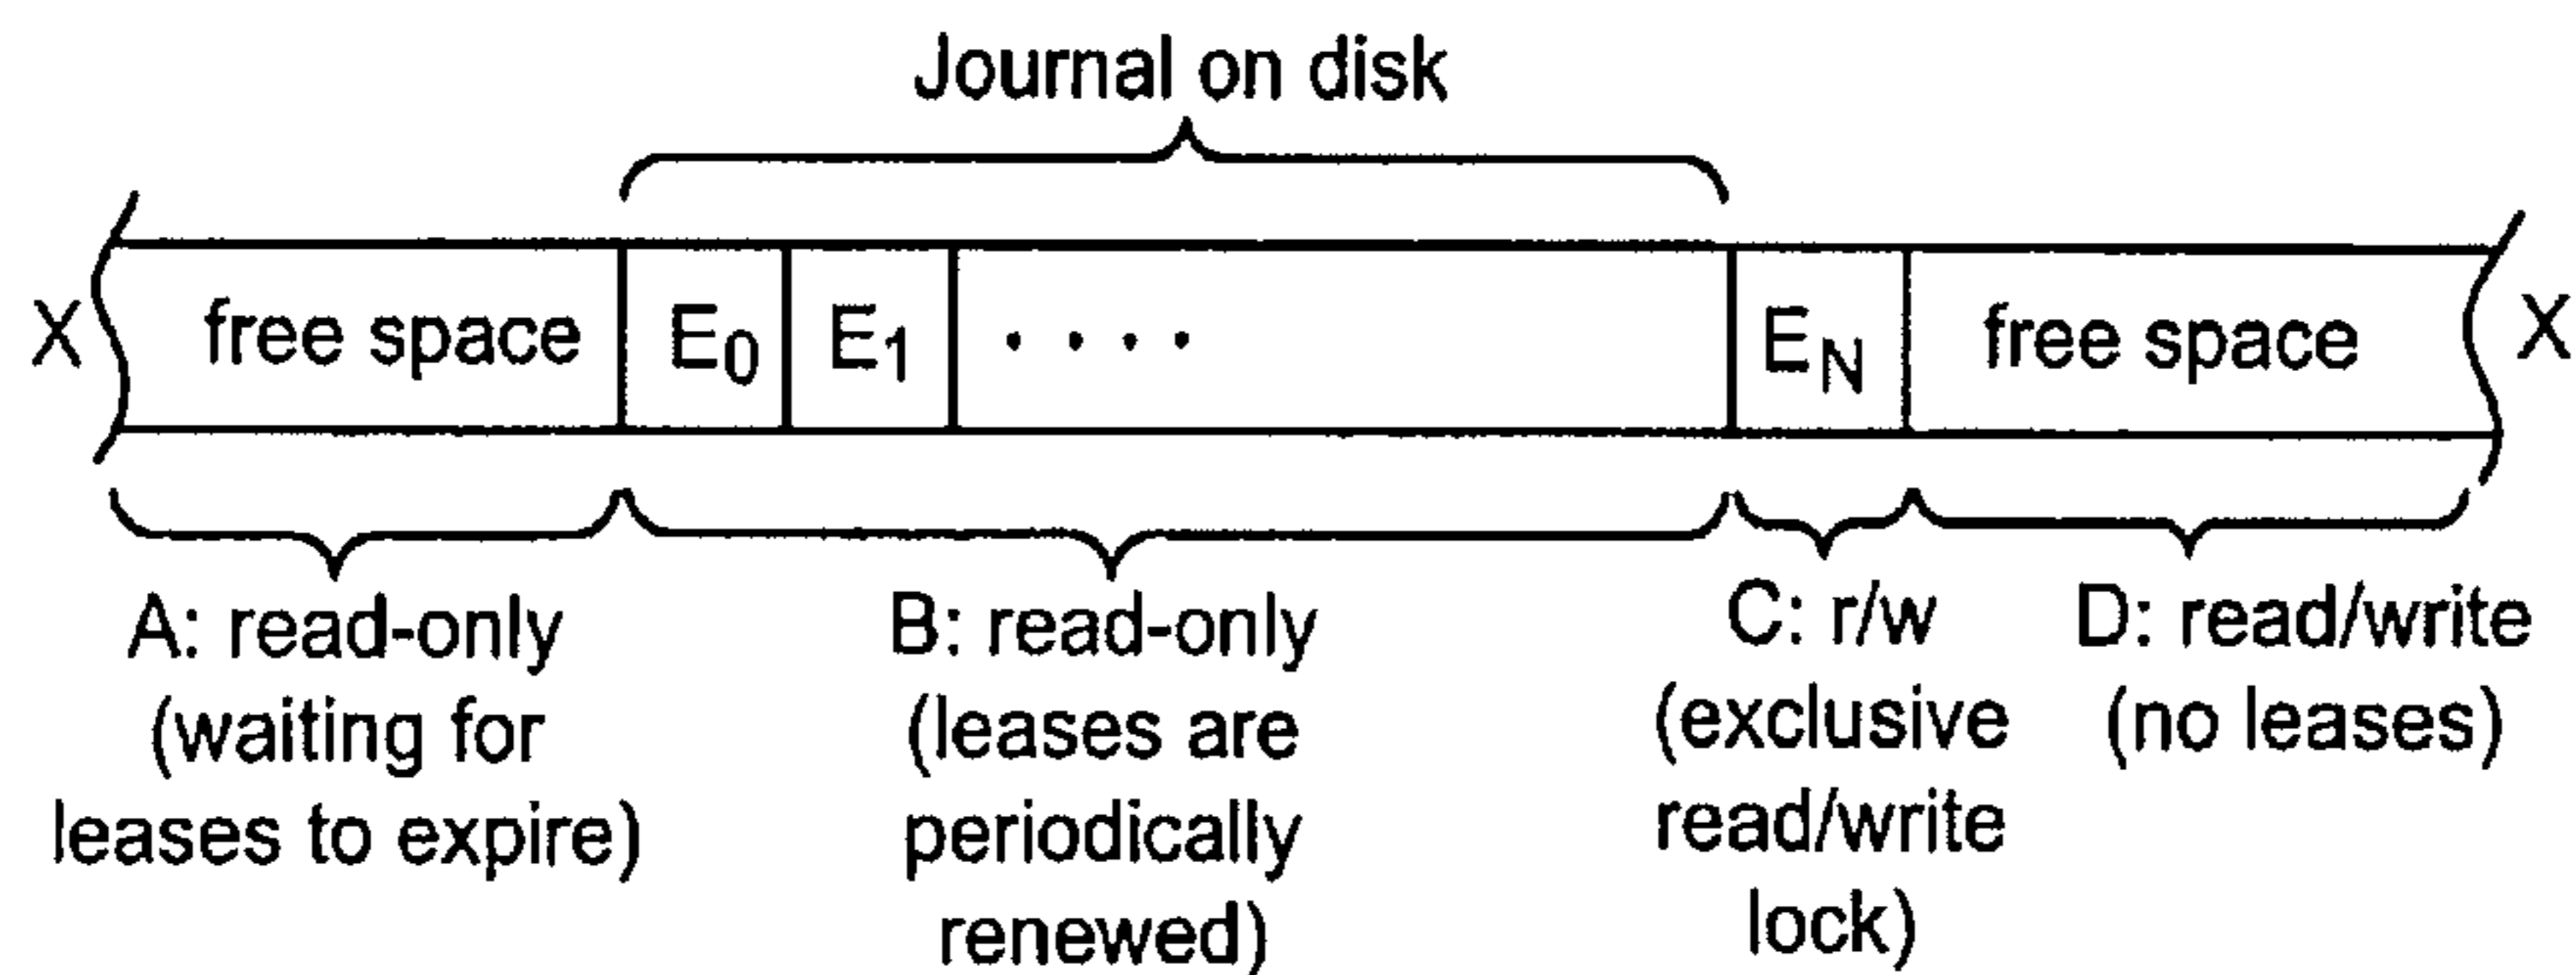 Journal on disk
X free space E0 E1 .... EN free space X
A: read-only
(waiting for
leases to expire)
B: read-only
(leases are
periodically
renewed)
C: r/w
(exclusive
read/write
lock)
D: read/write
(no leases)